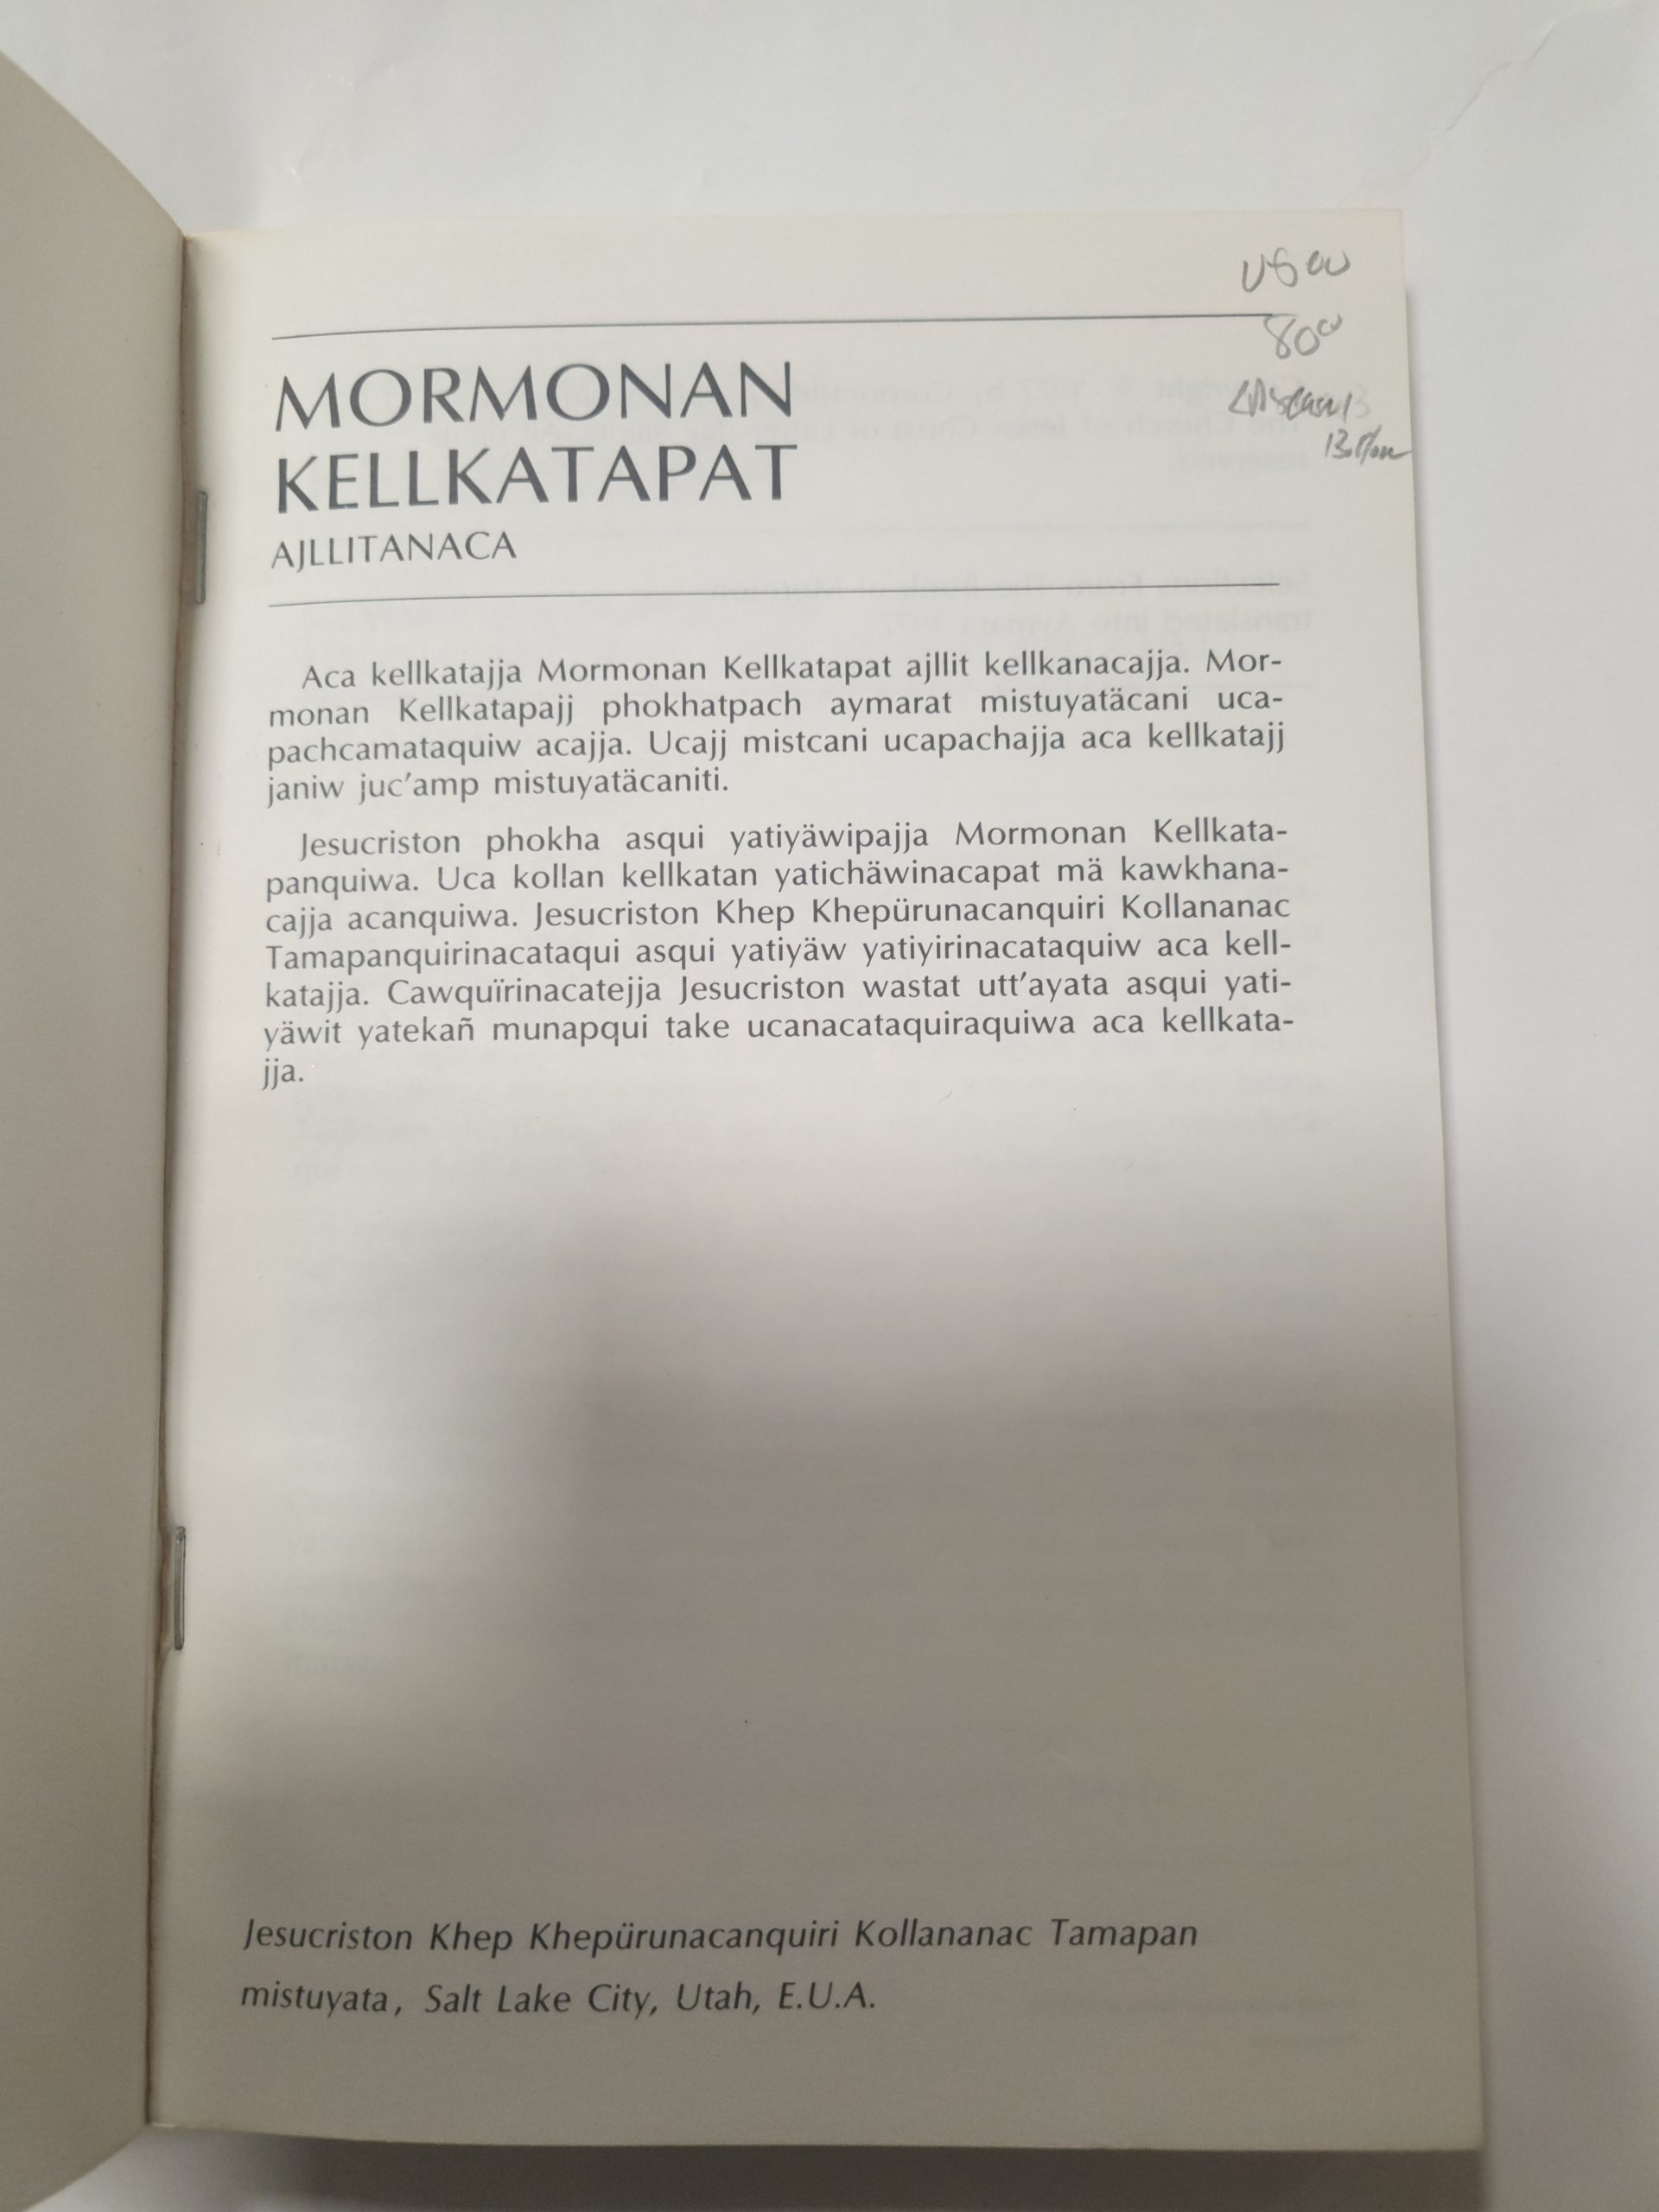 MORMONAN
KELLKATAPAT
AJLLITANACA
Aca kellkatajja Mormonan Kellkatapat ajllit kellkanacajja. Mor-
monan Kellkatapajj phokhatpach aymarat mistuyatäcani uca-
pachcamataquiw acajja. Ucajj mistcani ucapachajja aca kellkatajj
janiw juc'amp mistuyatäcaniti.
Jesucriston phokha asqui yatiyäwipajja Mormonan Kellkata-
panquiwa. Uca kollan kellkatan yatichäwinacapat mä kawkhana-
cajja acanquiwa. Jesucriston Khep Khepürunacanquiri Kollananac
Tamapanquirinacataqui asqui yatiyäw yatiyirinacataquiw aca kell-
katajja. Cawquïrinacatejja Jesucriston wastat utt'ayata asqui yati-
yäwit yatekañ munapqui take ucanacataquiraquiwa aca kellkata-
jja.
Jesucriston Khep Khepürunacanquiri Kollananac Tamapan
mistuyata, Salt Lake City, Utah, E.U.A.